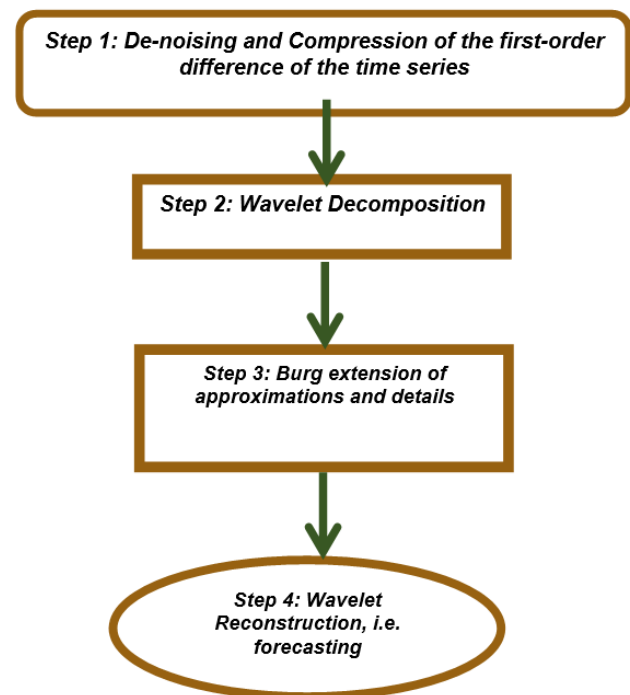 Step 1: De-noising and Compression of the first-order
difference of the time series
Step 2: Wavelet Decomposition
Step 3: Burg extension of
approximations and details
Step 4: Wavelet
Reconstruction, i.e.
forecasting